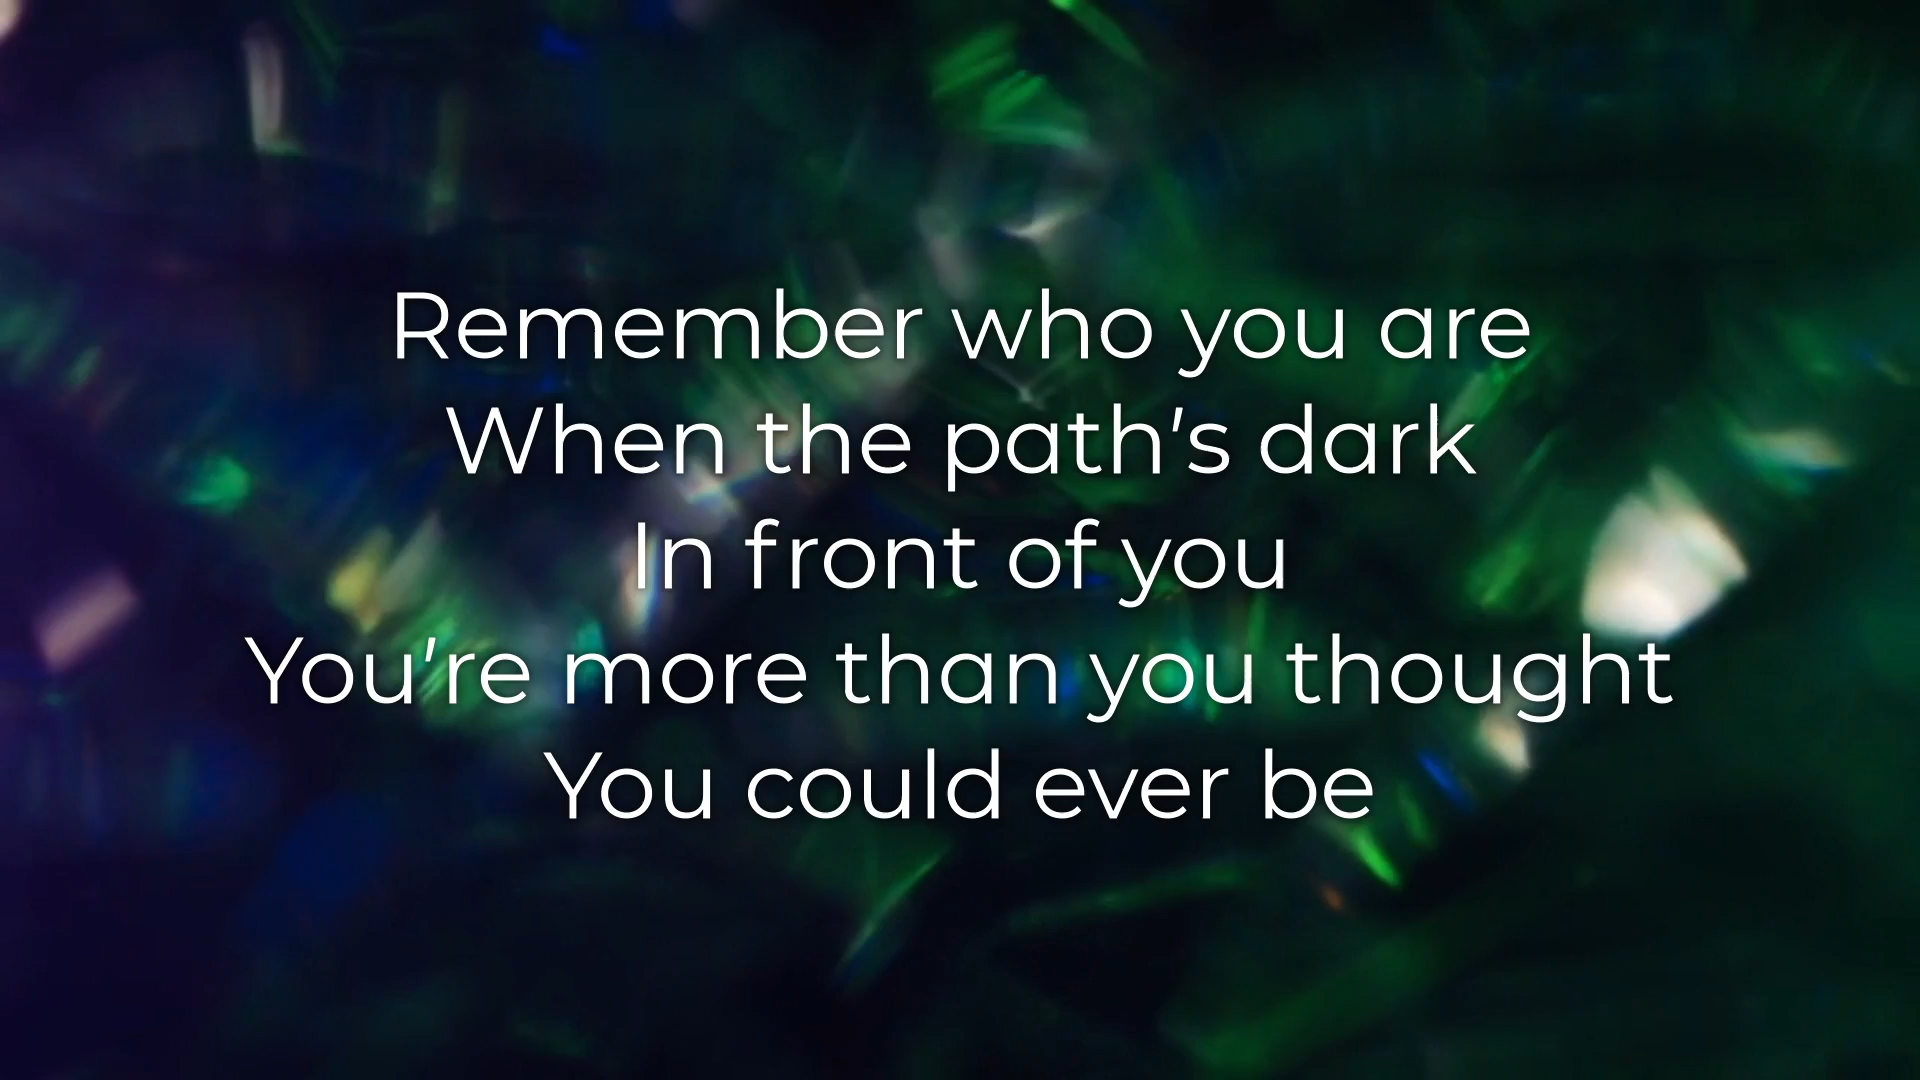 Remember who you are
When the path's dark
In front of you
You're more than you thought
You could ever be